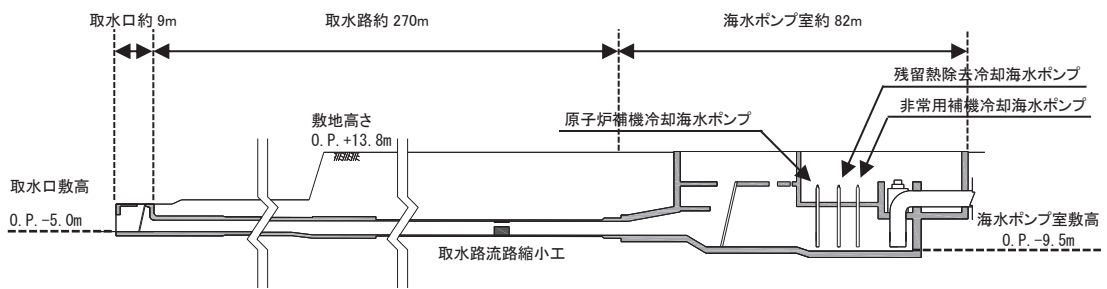 取水口約 9m
取水路約 270m
海水ポンプ室約 82m
残留熱除去冷却海水ポンプ
非常用補機冷却海水ポンプ
原子炉補機冷却海水ポンプ
敷地高さ
O.P.+13.8m
取水口敷高
O.P.-5.0m
取水路流路縮小工
海水ポンプ室敷高
O.P.-9.5m